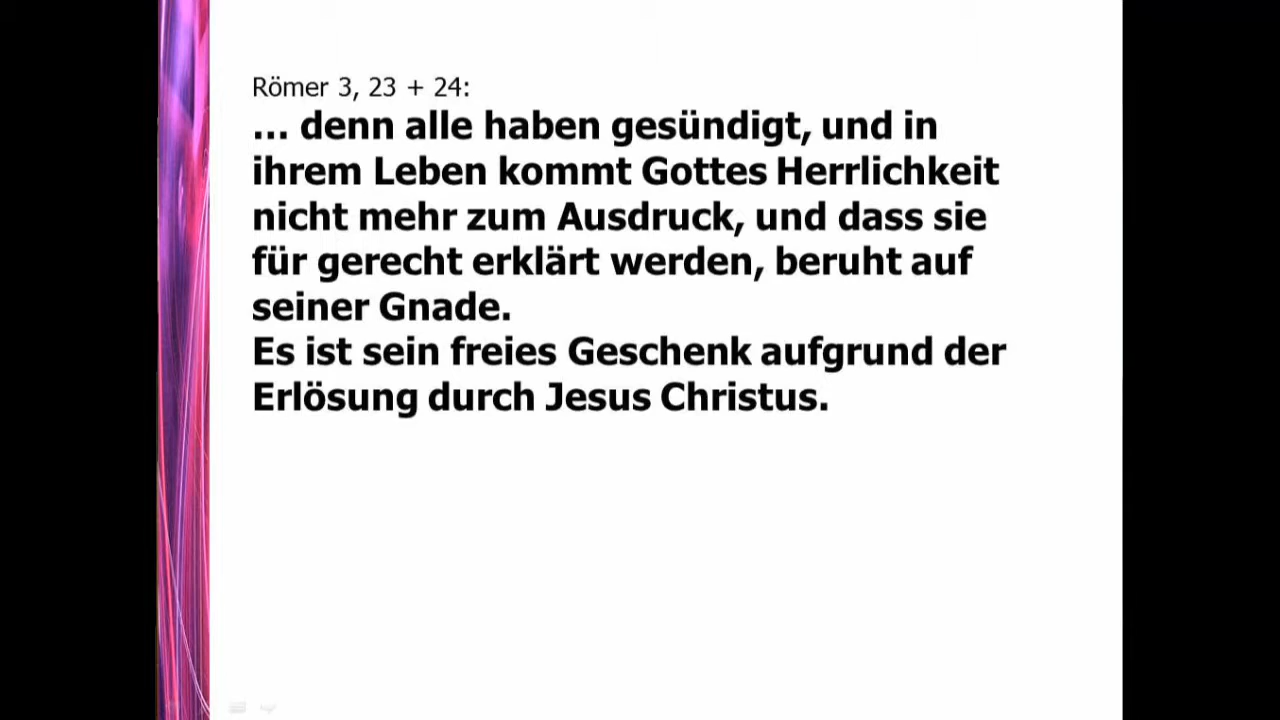 Römer 3, 23 + 24:
... denn alle haben gesündigt, und in
ihrem Leben kommt Gottes Herrlichkeit
nicht mehr zum Ausdruck, und dass sie
für gerecht erklärt werden, beruht auf
seiner Gnade.
Es ist sein freies Geschenk aufgrund der
Erlösung durch Jesus Christus.